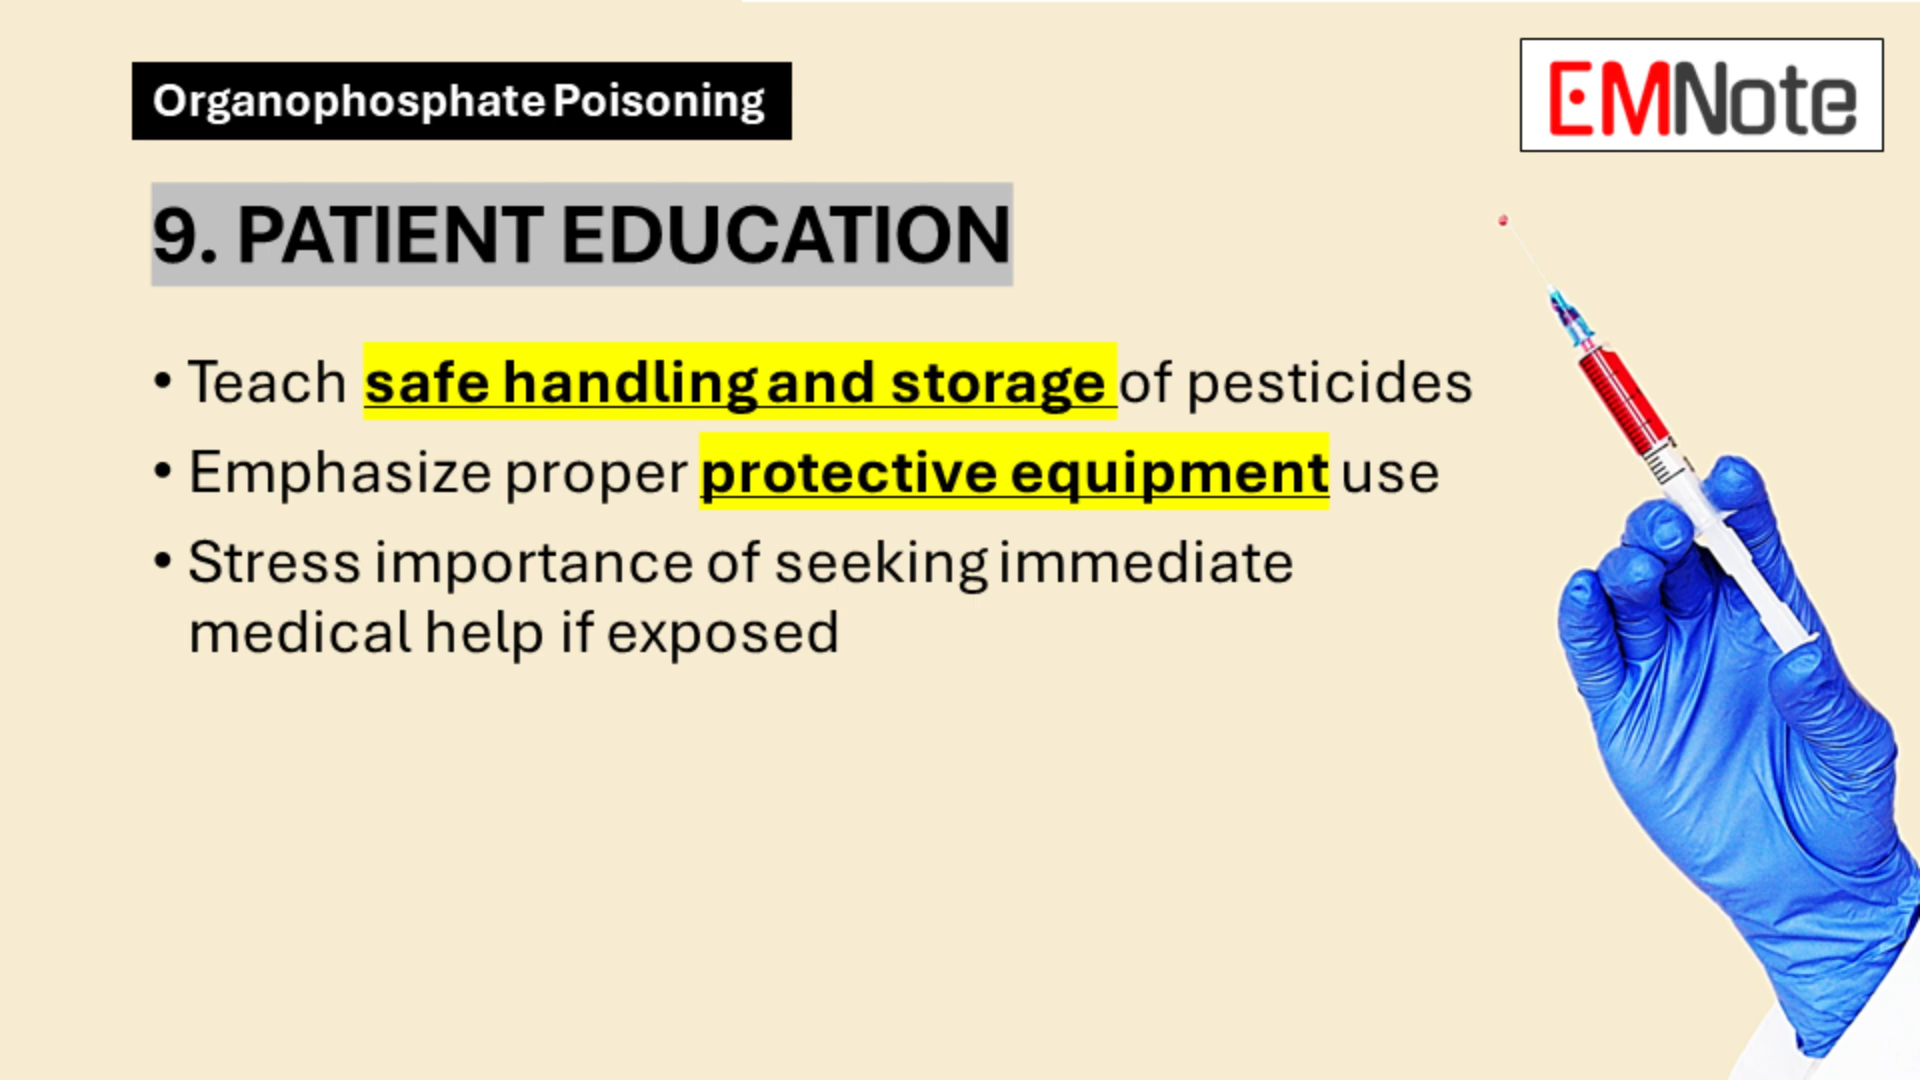 Organophosphate Poisoning
EMNote
9. PATIENT EDUCATION
• Teach safe handling and storage of pesticides
• Emphasize proper protective equipment use
• Stress importance of seeking immediate
medical help if exposed